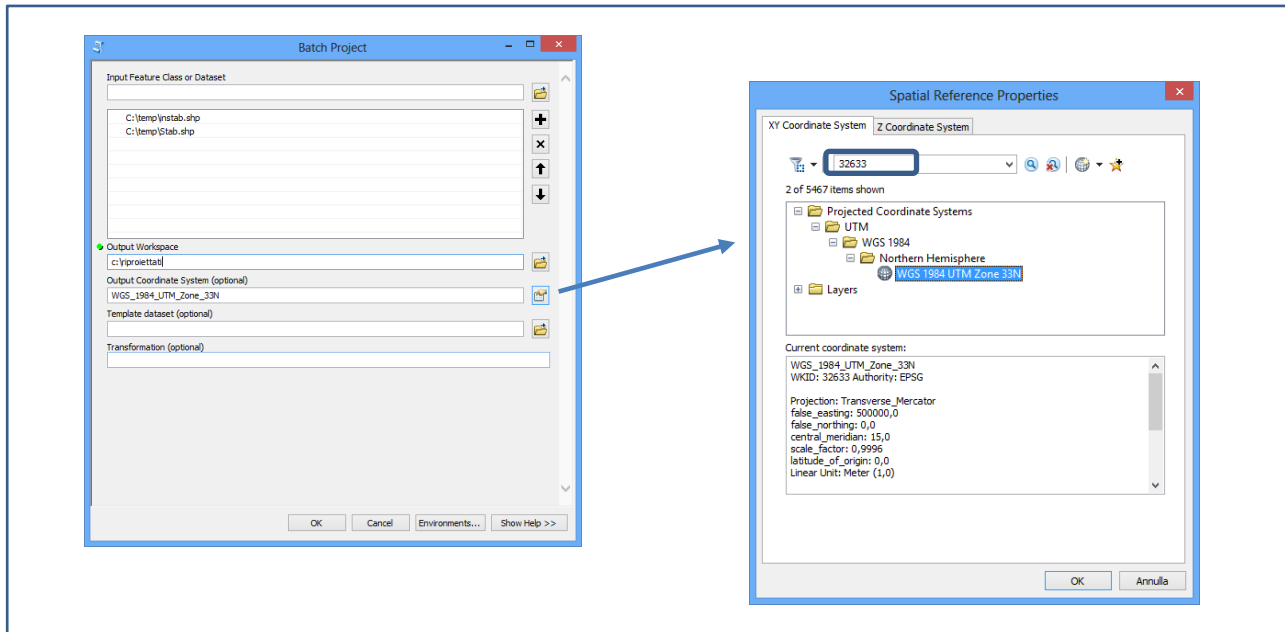 Batch Project
Input Feature Class or Dataset
C:\temp\instab.shp
C:\temp\Stab.shp
Output Workspace
c:\riproiettati
Output Coordinate System (optional)
WGS_1984_UTM_Zone_33N
Template dataset (optional)
Transformation (optional)
OK Cancel Environments... Show Help >>
Spatial Reference Properties
XY Coordinate System Z Coordinate System
32633
2 of 5467 items shown
Projected Coordinate Systems
UTM
WGS 1984
Northern Hemisphere
WGS 1984 UTM Zone 33N
Layers
Current coordinate system:
WGS_1984_UTM_Zone_33N
WKID: 32633 Authority: EPSG
Projection: Transverse_Mercator
false_easting: 500000,0
false_northing: 0,0
central_meridian: 15,0
scale_factor: 0,9996
latitude_of_origin: 0,0
Linear Unit: Meter (1,0)
OK Annulla